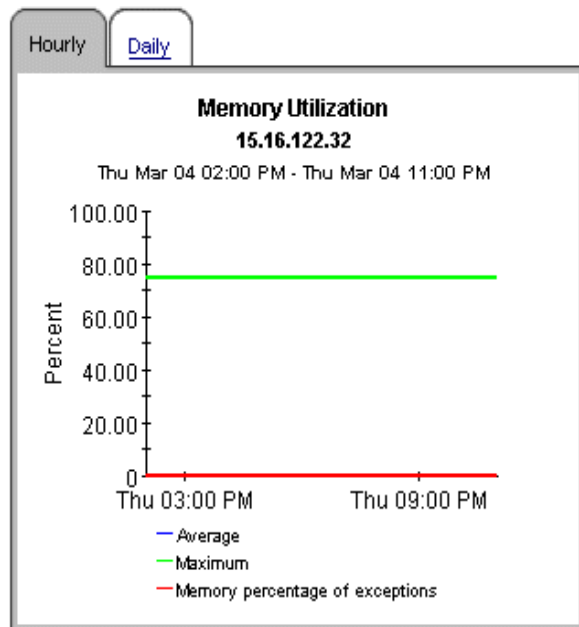 Hourly Daily
Memory Utilization
15.16.122.32
Thu Mar 04 02:00 PM - Thu Mar 04 11:00 PM
100.00
80.00
60.00
40.00
20.00
0
Percent
Thu 03:00 PM Thu 09:00 PM
Average
Maximum
Memory percentage of exceptions